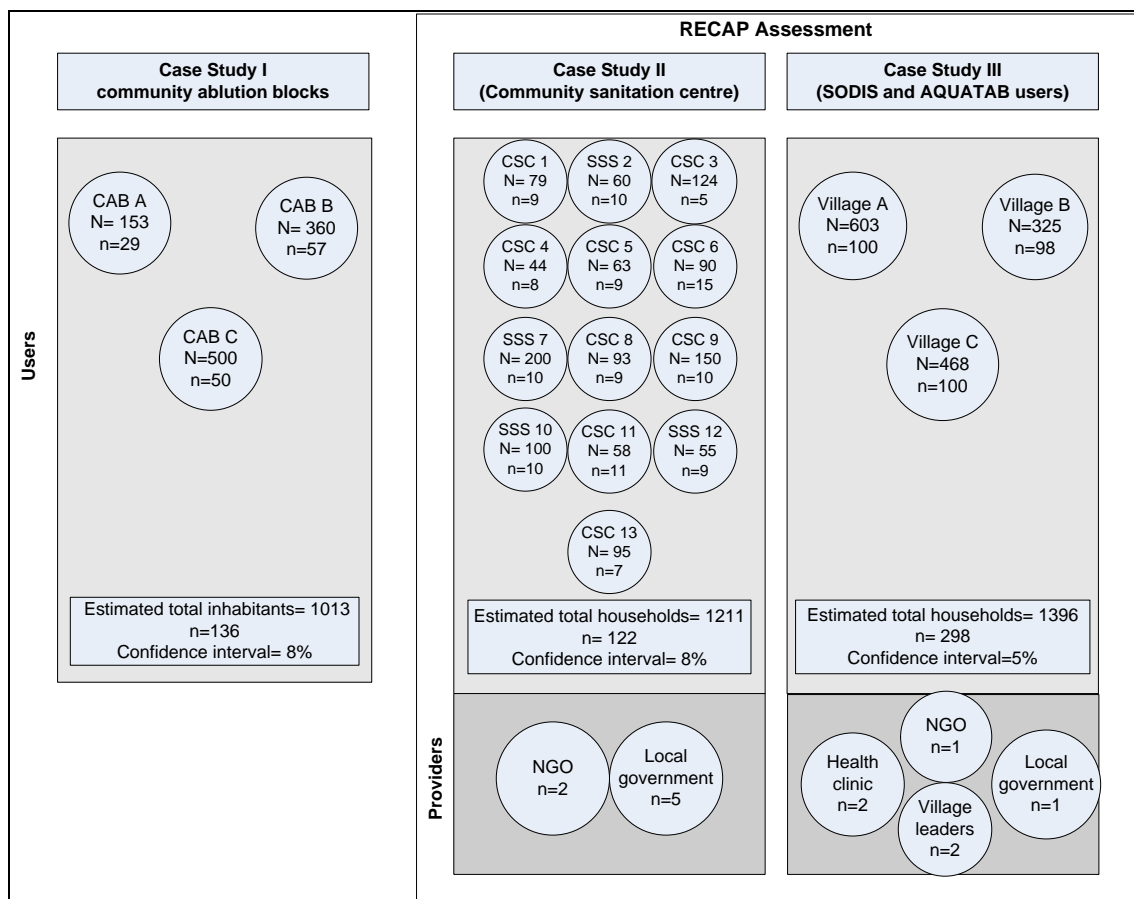 RECAP Assessment
Case Study I
community ablution blocks
Case Study II
(Community sanitation centre)
Case Study III
(SODIS and AQUATAB users)
Users
CAB A
N= 153
n=29
CAB B
N= 360
n=57
CAB C
N=500
n=50
Estimated total inhabitants= 1013
n=136
Confidence interval= 8%
CSC 1
N= 79
n=9
SSS 2
N= 60
n=10
CSC 3
N=124
n=5
CSC 4
N= 44
n=8
CSC 5
N= 63
n=9
CSC 6
N= 90
n=15
SSS 7
N= 200
n=10
CSC 8
N= 93
n=9
CSC 9
N= 150
n=10
SSS 10
N= 100
n=10
CSC 11
N= 58
n=11
SSS 12
N= 55
n=9
CSC 13
N= 95
n=7
Estimated total households= 1211
n= 122
Confidence interval= 8%
Village A
N=603
n=100
Village B
N=325
n=98
Village C
N=468
n=100
Estimated total households= 1396
n= 298
Confidence interval=5%
Providers
NGO
n=2
Local
government
n=5
Health
clinic
n=2
NGO
n=1
Village
leaders
n=2
Local
government
n=1